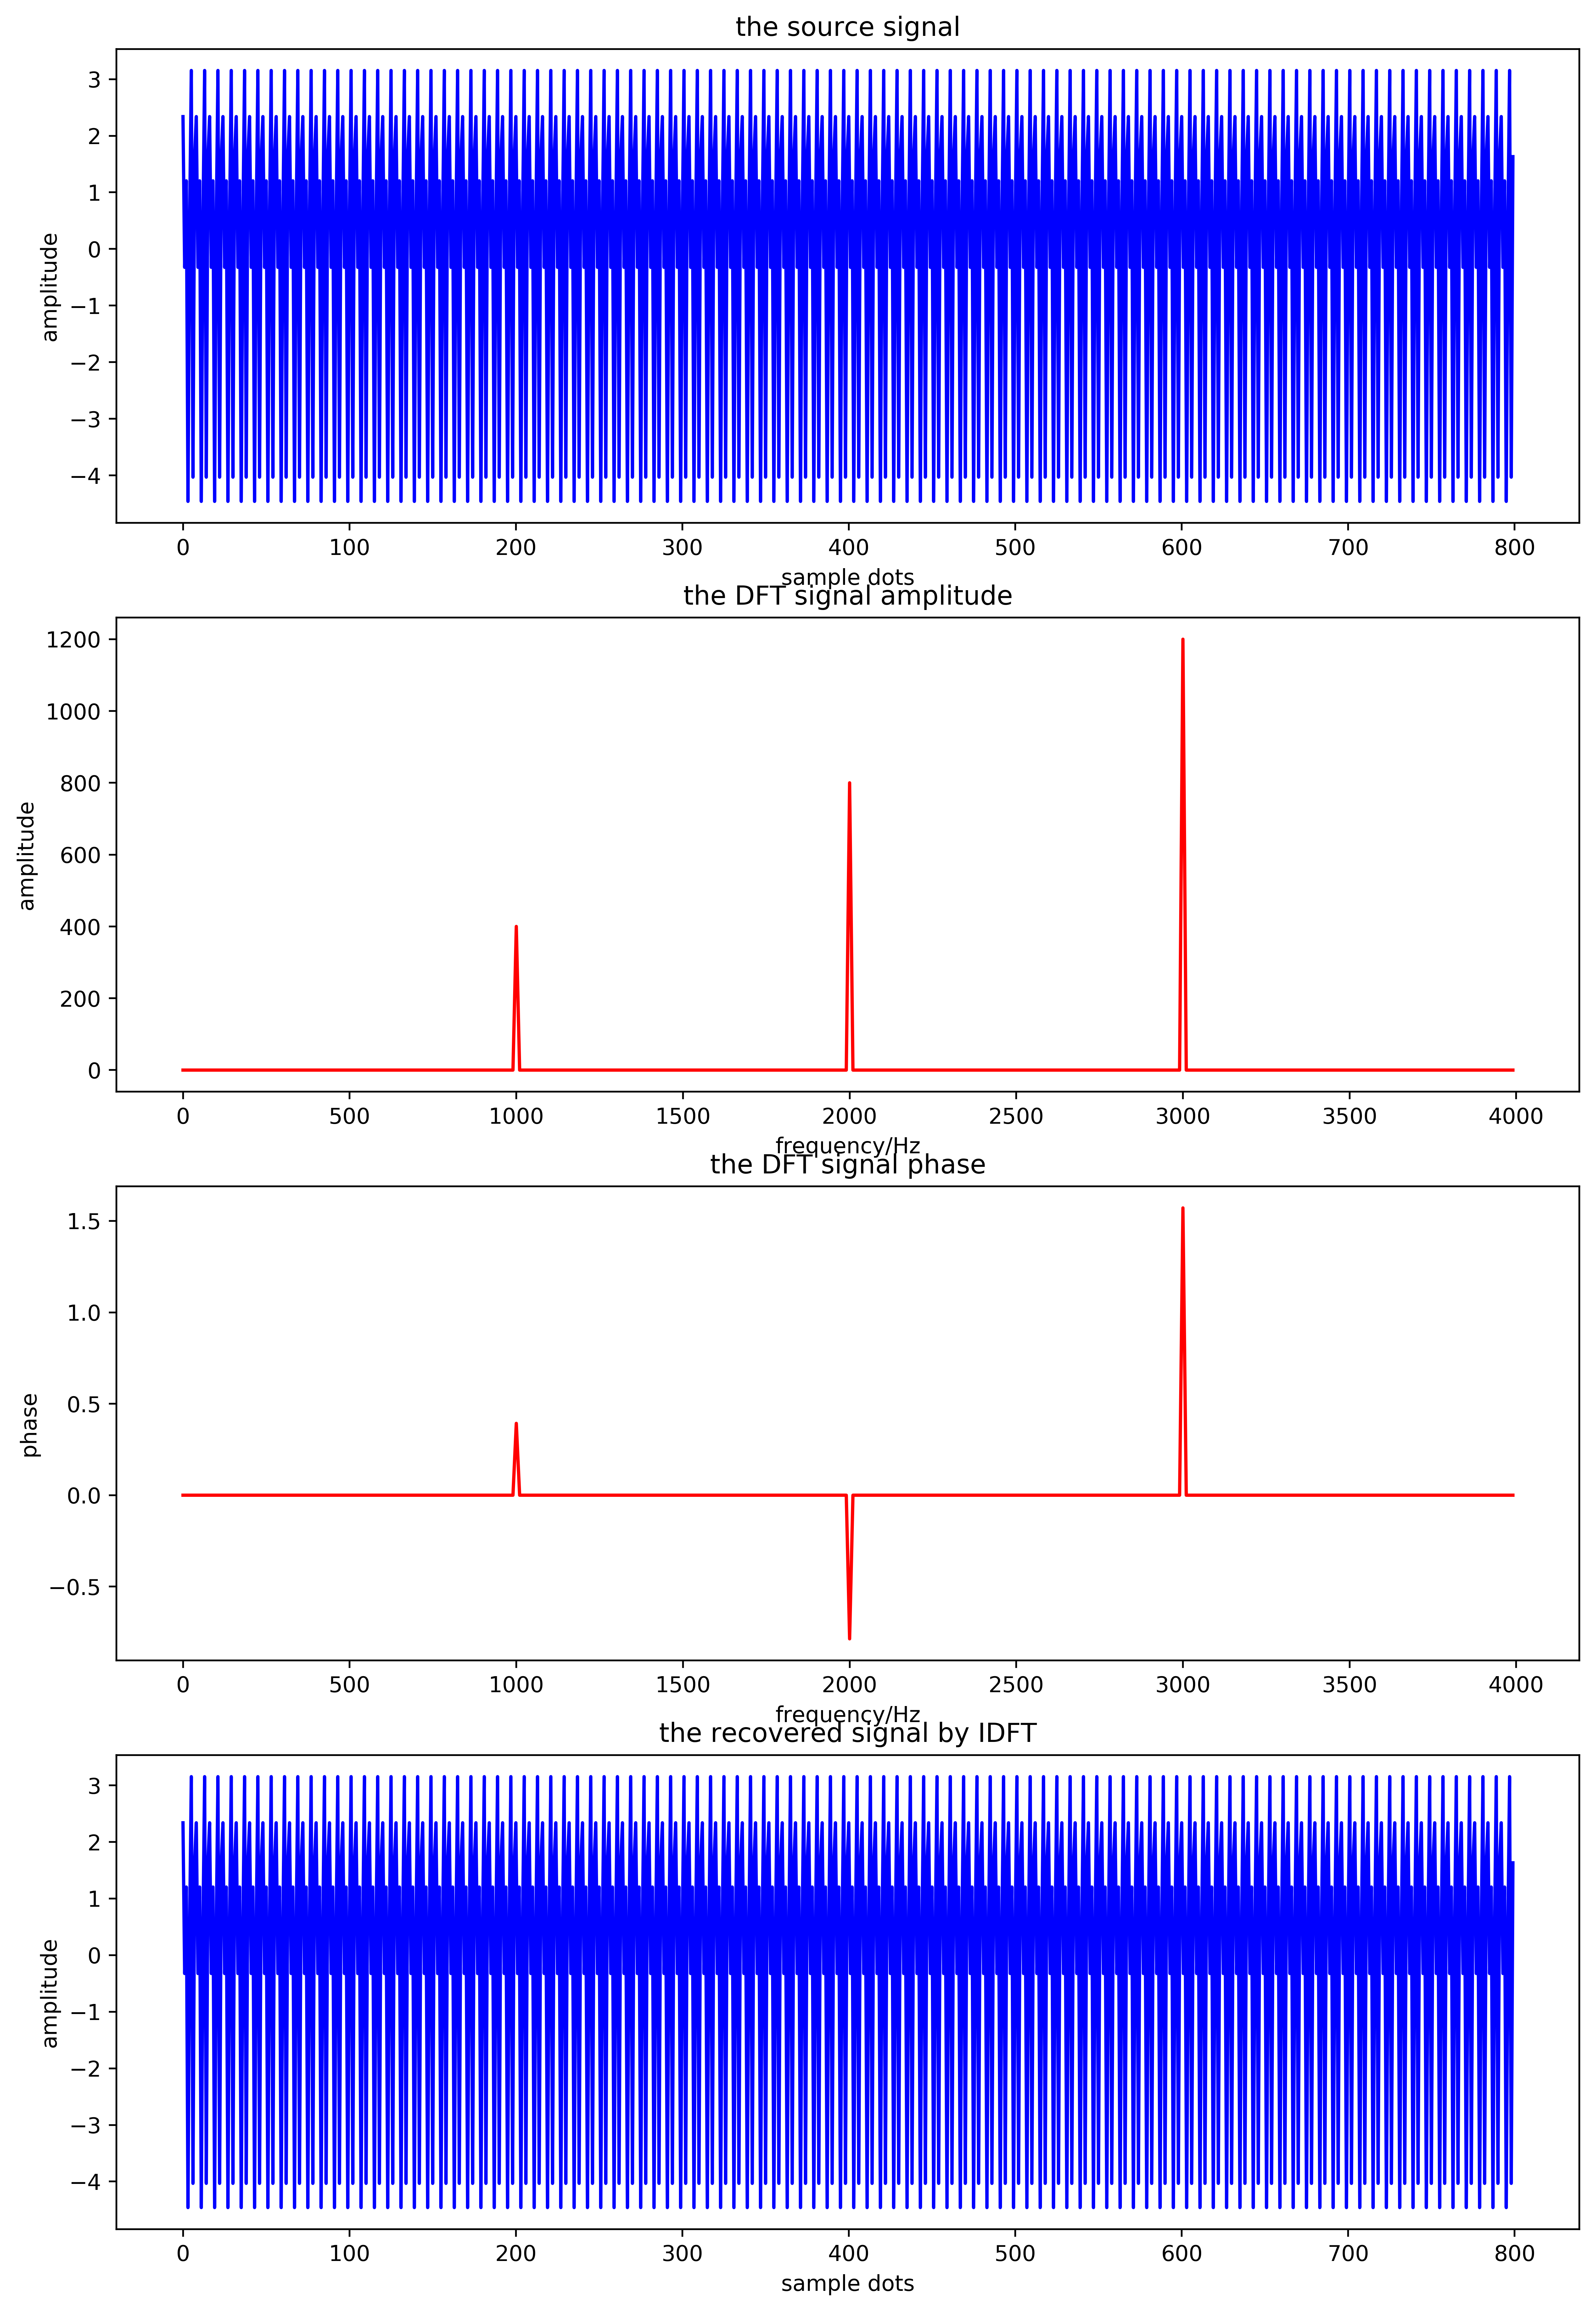 the source signal
3
2
1
0
−1
−2
−3
−4
amplitude
0 100 200 300 400 500 600 700 800
sample dots
the DFT signal amplitude
1200
1000
800
600
400
200
0
amplitude
0 500 1000 1500 2000 2500 3000 3500 4000
frequency/Hz
the DFT signal phase
1.5
1.0
0.5
0.0
−0.5
phase
0 500 1000 1500 2000 2500 3000 3500 4000
frequency/Hz
the recovered signal by IDFT
3
2
1
0
−1
−2
−3
−4
amplitude
0 100 200 300 400 500 600 700 800
sample dots